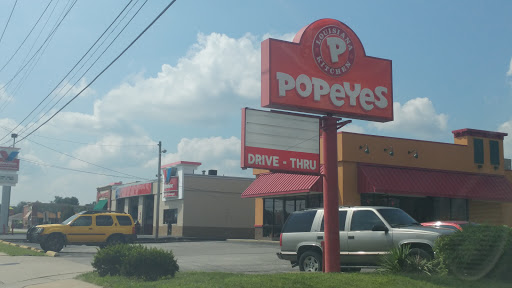 LOUISIANA
P
KITCHEN
POPEYES
DRIVE - THRU